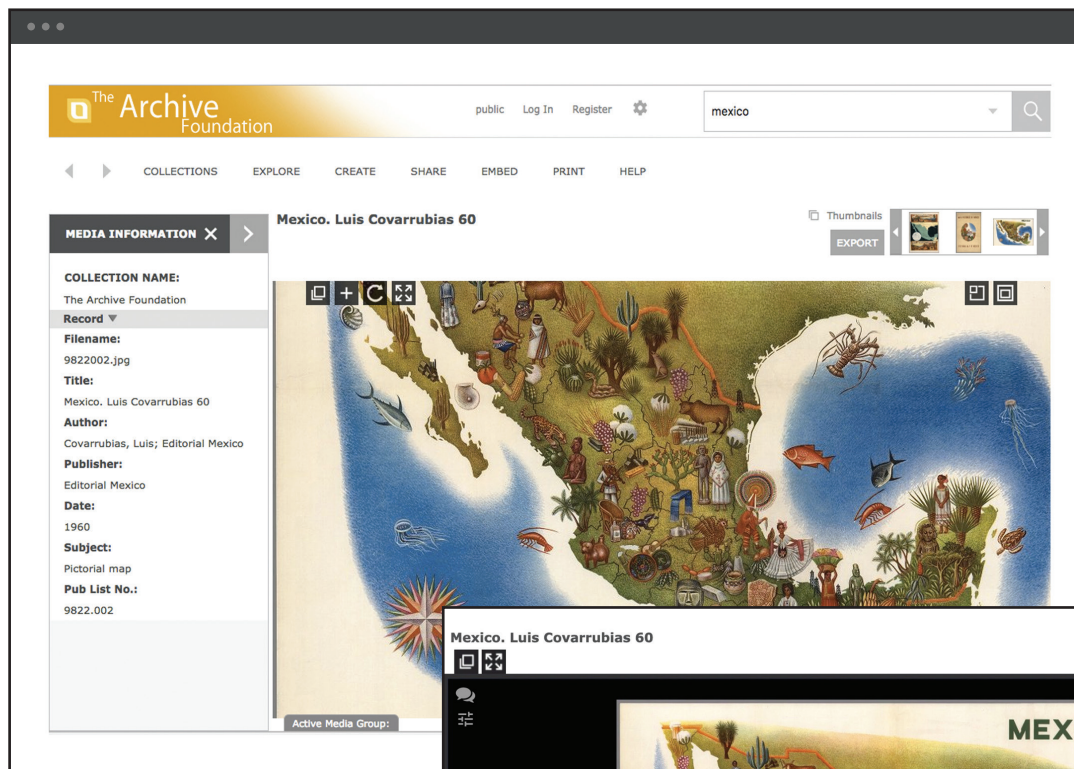 The Archive
Foundation
public Log In Register
mexico
COLLECTIONS EXPLORE CREATE SHARE EMBED PRINT HELP
MEDIA INFORMATION
COLLECTION NAME:
The Archive Foundation
Record
Filename:
9822002.jpg
Title:
Mexico. Luis Covarrubias 60
Author:
Covarrubias, Luis; Editorial Mexico
Publisher:
Editorial Mexico
Date:
1960
Subject:
Pictorial map
Pub List No.:
9822.002
Mexico. Luis Covarrubias 60
Thumbnails
EXPORT
Active Media Group:
Mexico. Luis Covarrubias 60
MEX